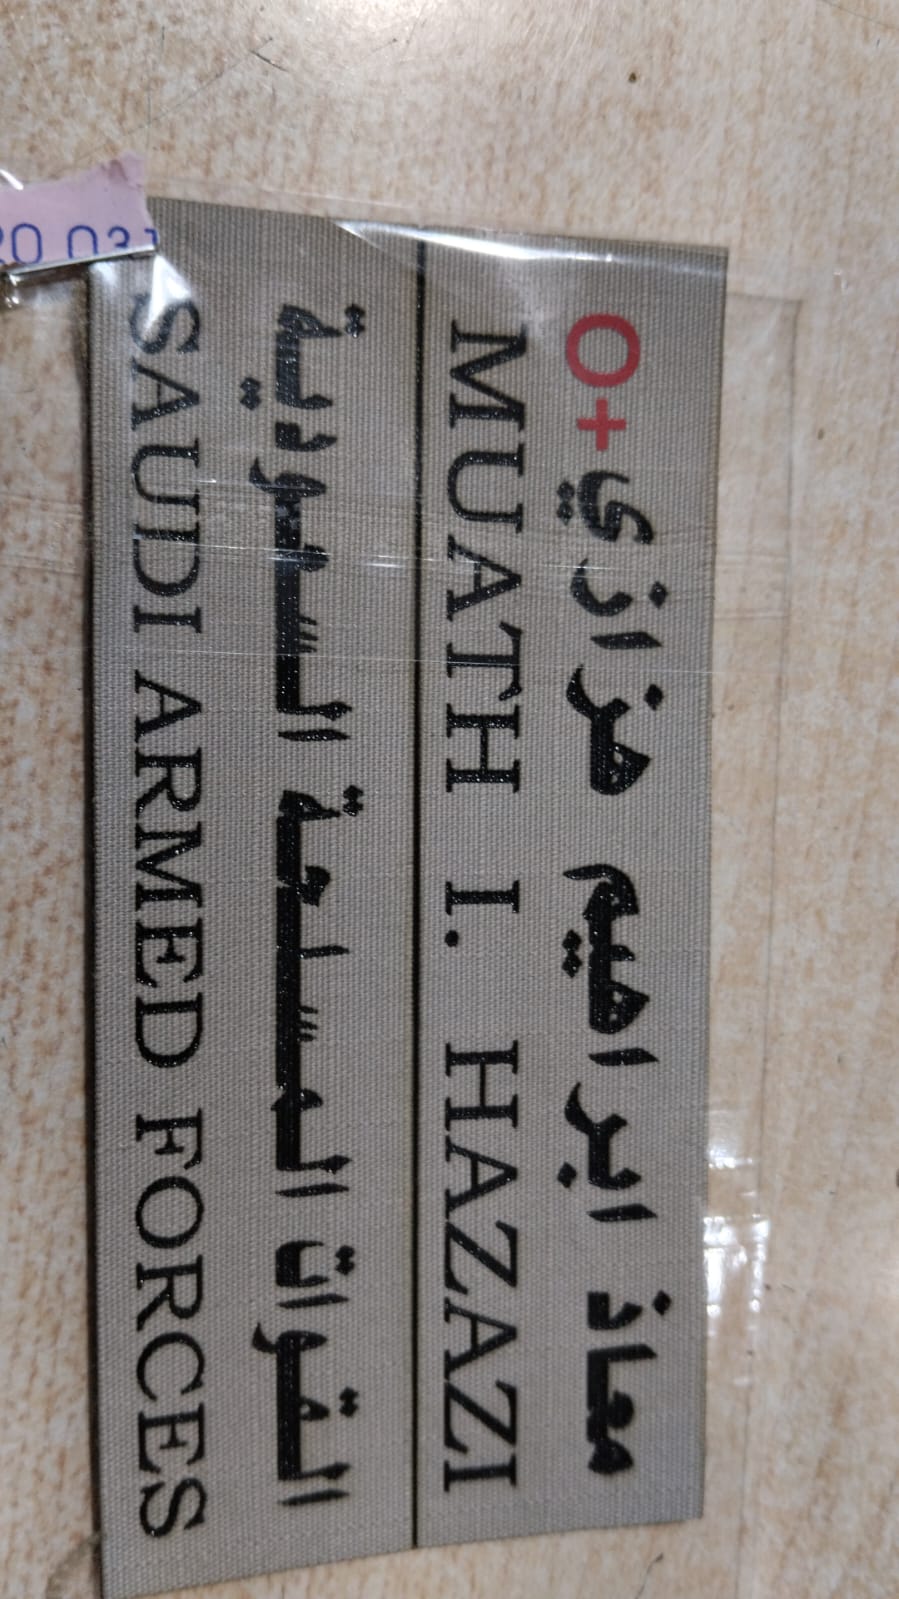 معاذ ابراهيم هزازي O+
MUATH I. HAZAZI
القوات المسلحة السعودية
SAUDI ARMED FORCES